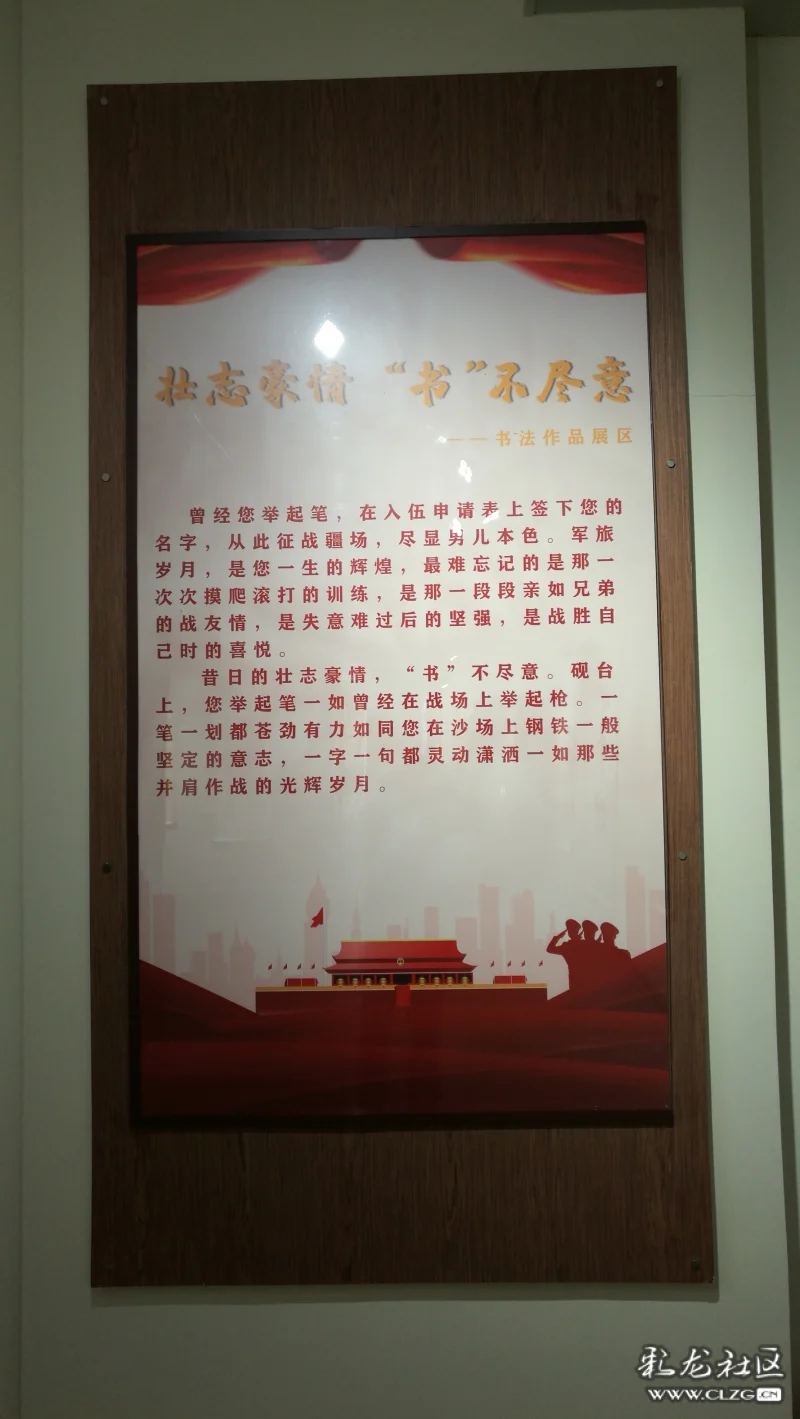 壮志豪情“书”不尽意
——书法作品展区
曾经您举起笔，在入伍申请表上签下您的
名字，从此征战疆场，尽显男儿本色。军旅
岁月，是您一生的辉煌，最难忘记的是那一
次次摸爬滚打的训练，是那一段段亲如兄弟
的战友情，是失意难过后的坚强，是战胜自
己时的喜悦。
昔日的壮志豪情，“书”不尽意。砚台
上，您举起笔一如曾经在战场上举起枪。一
笔一划都苍劲有力如同您在沙场上钢铁一般
坚定的意志，一字一句都灵动潇洒一如那些
并肩作战的光辉岁月。
彩龙社区
WWW.CLZG.CN